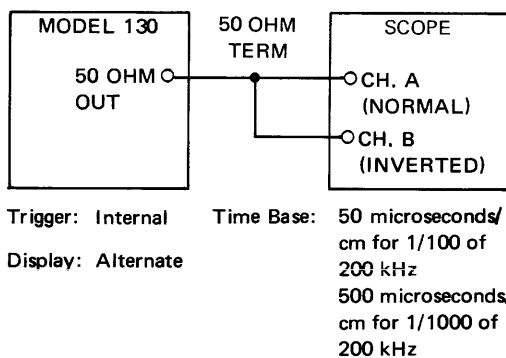 MODEL 130
50 OHM
OUT
50 OHM
TERM
SCOPE
CH. A
(NORMAL)
CH. B
(INVERTED)
Trigger: Internal
Display: Alternate
Time Base: 50 microseconds/
cm for 1/100 of
200 kHz
500 microseconds/
cm for 1/1000 of
200 kHz